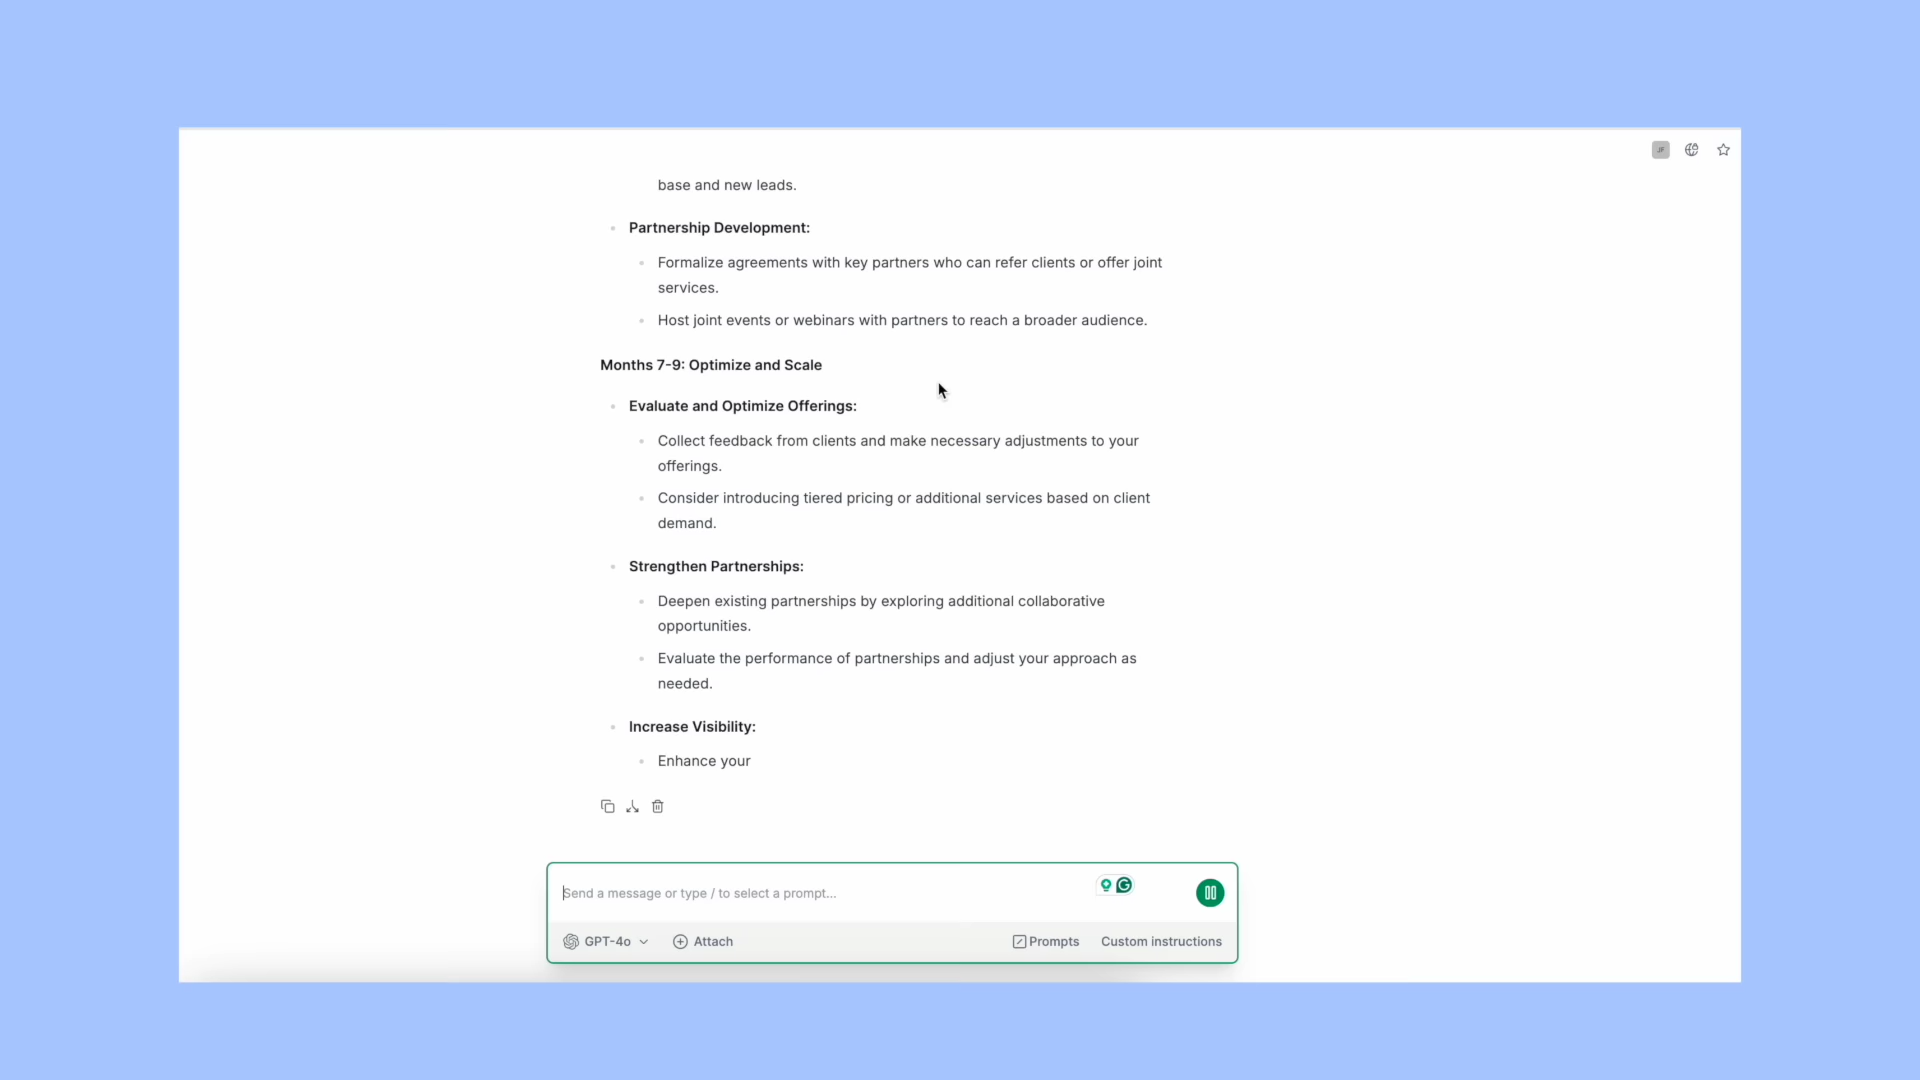 JF
base and new leads.
Partnership Development:
Formalize agreements with key partners who can refer clients or offer joint
services.
Host joint events or webinars with partners to reach a broader audience.
Months 7-9: Optimize and Scale
Evaluate and Optimize Offerings:
Collect feedback from clients and make necessary adjustments to your
offerings.
Consider introducing tiered pricing or additional services based on client
demand.
Strengthen Partnerships:
Deepen existing partnerships by exploring additional collaborative
opportunities.
Evaluate the performance of partnerships and adjust your approach as
needed.
Increase Visibility:
Enhance your
Send a message or type / to select a prompt...
GPT-4o Attach Prompts Custom instructions